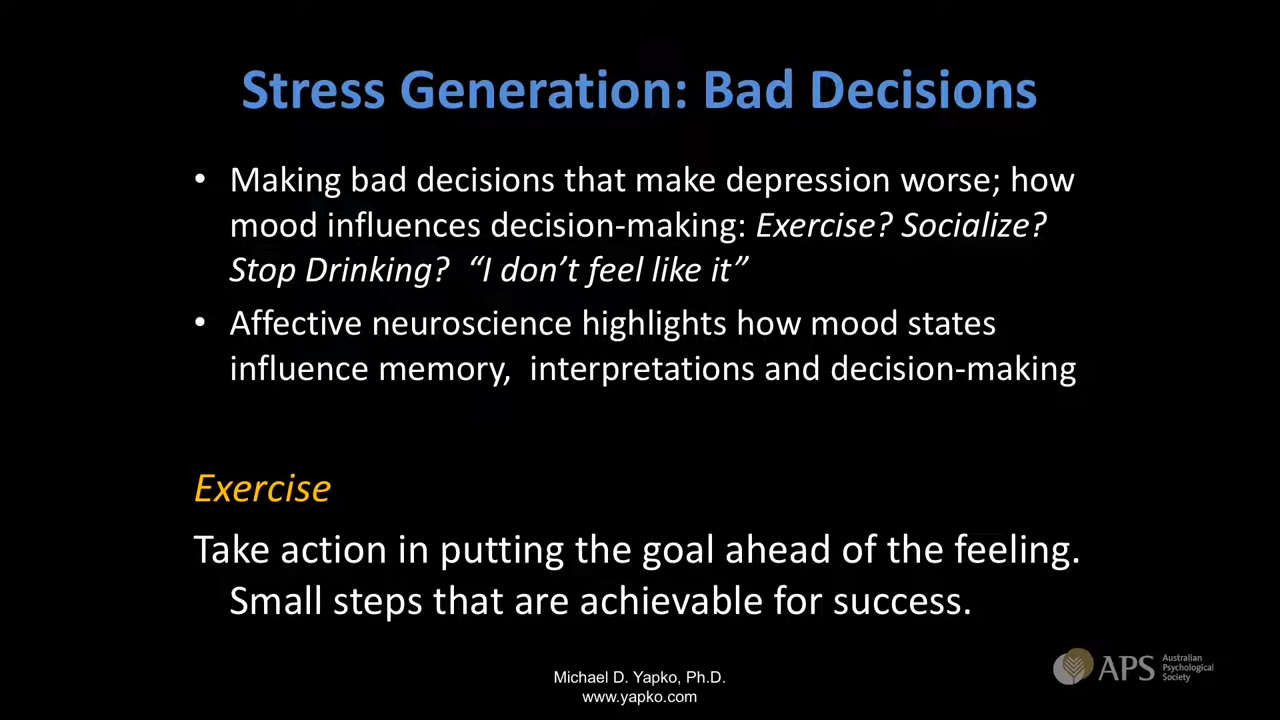 Stress Generation: Bad Decisions
• Making bad decisions that make depression worse; how
mood influences decision-making: Exercise? Socialize?
Stop Drinking?  “I don’t feel like it”
• Affective neuroscience highlights how mood states
influence memory,  interpretations and decision-making
Exercise
Take action in putting the goal ahead of the feeling.
Small steps that are achievable for success.
Michael D. Yapko, Ph.D.
www.yapko.com
APS
Australian
Psychological
Society